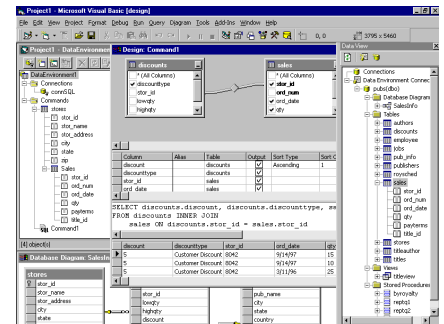 Project1 - Microsoft Visual Basic [design]
File Edit View Project Format Debug Run Query Diagram Tools Add-Ins Window Help
0, 0
3795 x 5460
Project1 - DataEnvironment
DataEnvironment1
Connections
connSQL
Commands
stores
stor_id
stor_name
stor_address
city
state
zip
Sales
stor_id
ord_num
ord_date
qty
payterms
title_id
Command1
[4] object(s)
Design: Command1
discounts
* (All Columns)
discounttype
stor_id
lowqty
highqty
sales
* (All Columns)
stor_id
ord_num
ord_date
qty
Column Alias Table Output Sort Type Sort O
discount discounts Ascending
discounttype discounts
stor_id sales
ord_date sales
SELECT discounts.discount, discounts.discounttype, sa
FROM discounts INNER JOIN
sales ON discounts.stor_id = sales.stor_id
discount discounttype stor_id ord_date qty
5 Customer Discount 8042 9/14/97 15
5 Customer Discount 8042 9/14/97 10
5 Customer Discount 8042 3/11/96 25
Database Diagram: SalesIn
stores
stor_id
stor_name
stor_address
city
state
stor_id
lowqty
highqty
discount
pub_name
city
state
country
Data View
Connections
Data Environment Connec
pubs(dbo)
Database Diagram
SalesInfo
Tables
authors
discounts
employee
jobs
pub_info
publishers
roysched
sales
stor_id
ord_num
ord_date
qty
payterms
title_id
stores
titleauthor
titles
Views
titleview
Stored Procedures
byroyalty
reptq1
reptq2